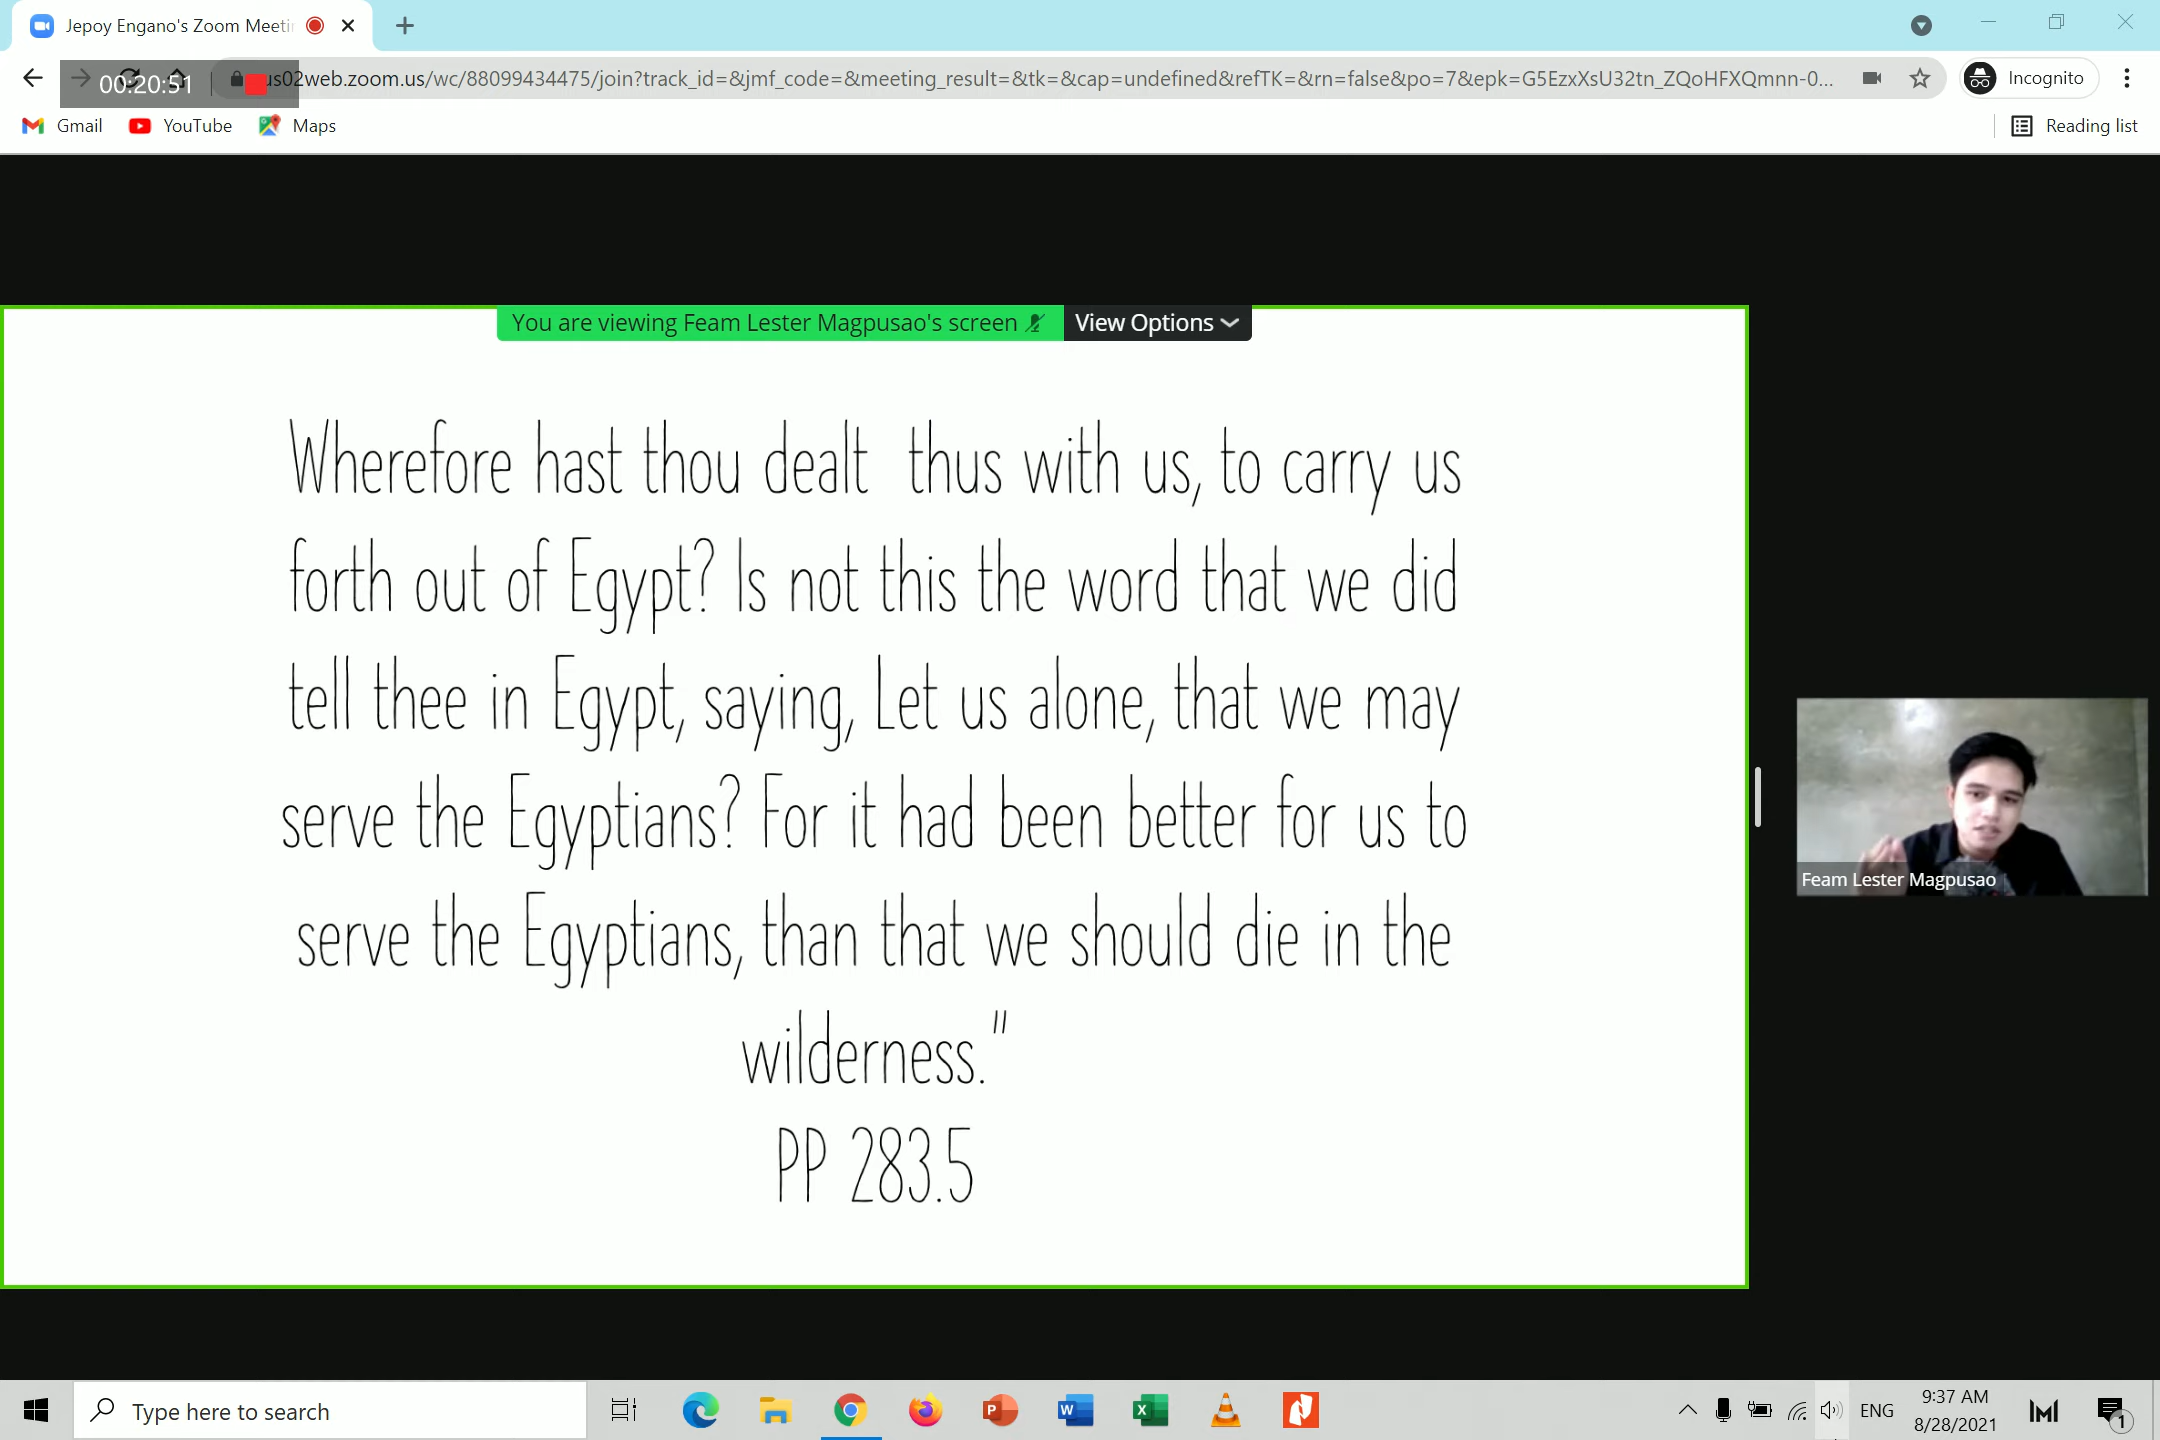 Jepoy Engano's Zoom Meeti
00:20:51
us02web.zoom.us/wc/88099434475/join?track_id=&jmf_code=&meeting_result=&tk=&cap=undefined&refTK=&rn=false&po=7&epk=G5EzxXsU32tn_ZQoHFXQmnn-0...
Incognito
Gmail
YouTube
Maps
Reading list
You are viewing Feam Lester Magpusao's screen
View Options
Wherefore hast thou dealt thus with us, to carry us
forth out of Egypt? Is not this the word that we did
tell thee in Egypt, saying, Let us alone, that we may
serve the Egyptians? For it had been better for us to
serve the Egyptians, than that we should die in the
wilderness."
PP 283.5
Feam Lester Magpusao
Type here to search
ENG
9:37 AM
8/28/2021
1